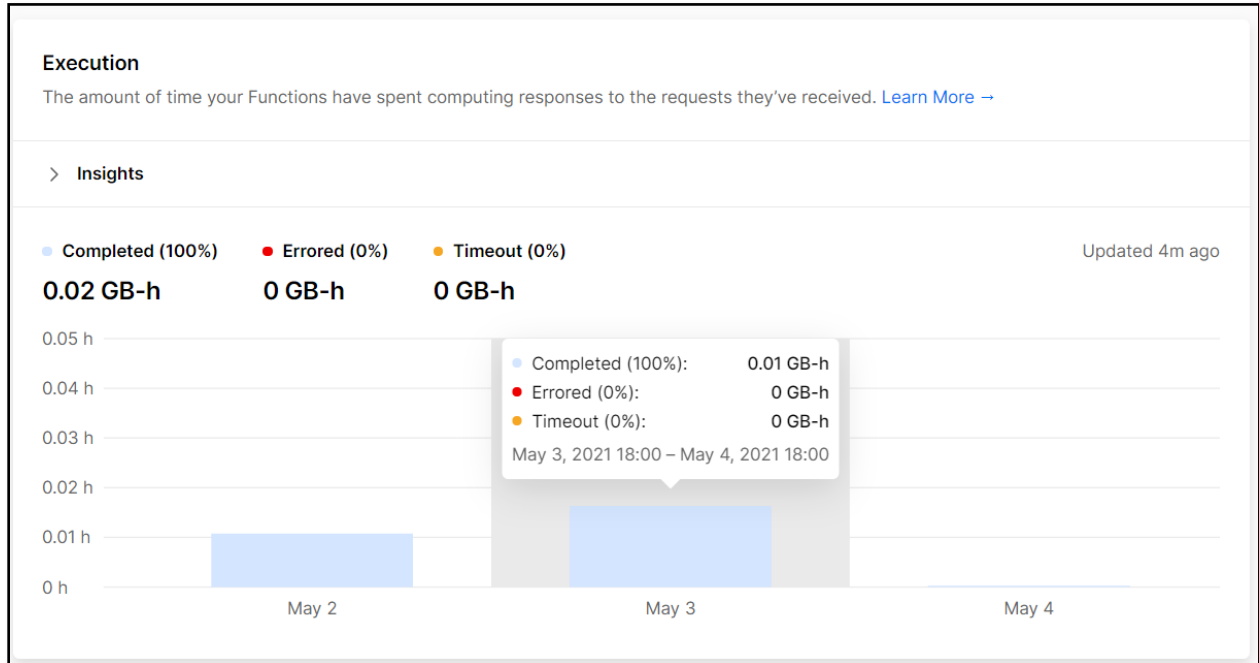 Execution
The amount of time your Functions have spent computing responses to the requests they’ve received. Learn More →
Insights
Completed (100%) Errored (0%) Timeout (0%) Updated 4m ago
0.02 GB-h 0 GB-h 0 GB-h
0.05 h
Completed (100%): 0.01 GB-h
0.04 h
Errored (0%): 0 GB-h
Timeout (0%): 0 GB-h
0.03 h
May 3, 2021 18:00 – May 4, 2021 18:00
0.02 h
0.01 h
0 h
May 2 May 3 May 4